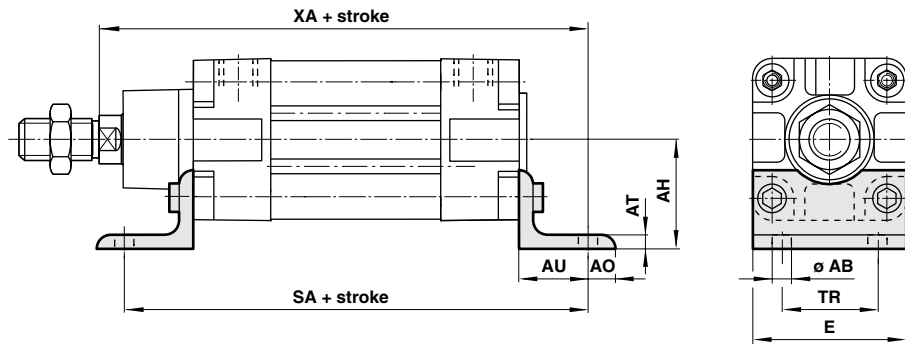 XA + stroke
AT
AH
AU
AO
SA + stroke
ø AB
TR
E